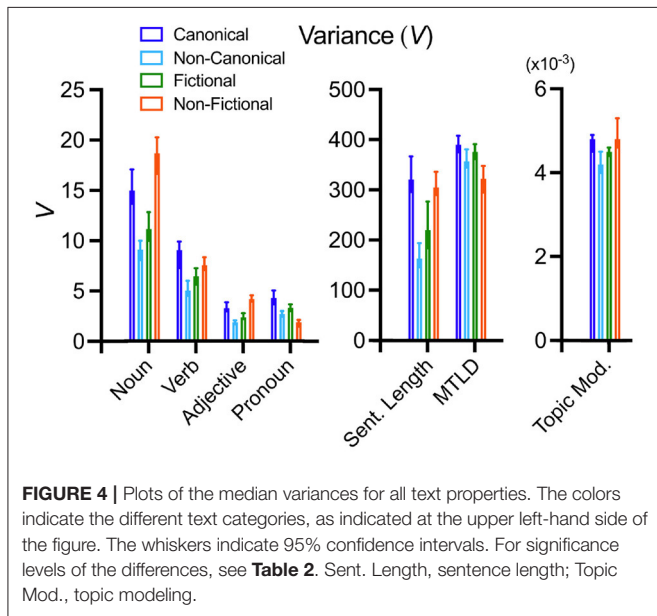 Canonical
Non-Canonical
Fictional
Non-Fictional
Variance (V)
(x10⁻³)
V
25
20
15
10
5
0
Noun
Verb
Adjective
Pronoun
500
400
300
200
100
0
Sent. Length
MTLD
6
4
2
0
Topic Mod.
FIGURE 4 | Plots of the median variances for all text properties. The colors
indicate the different text categories, as indicated at the upper left-hand side of
the figure. The whiskers indicate 95% confidence intervals. For significance
levels of the differences, see Table 2. Sent. Length, sentence length; Topic
Mod., topic modeling.